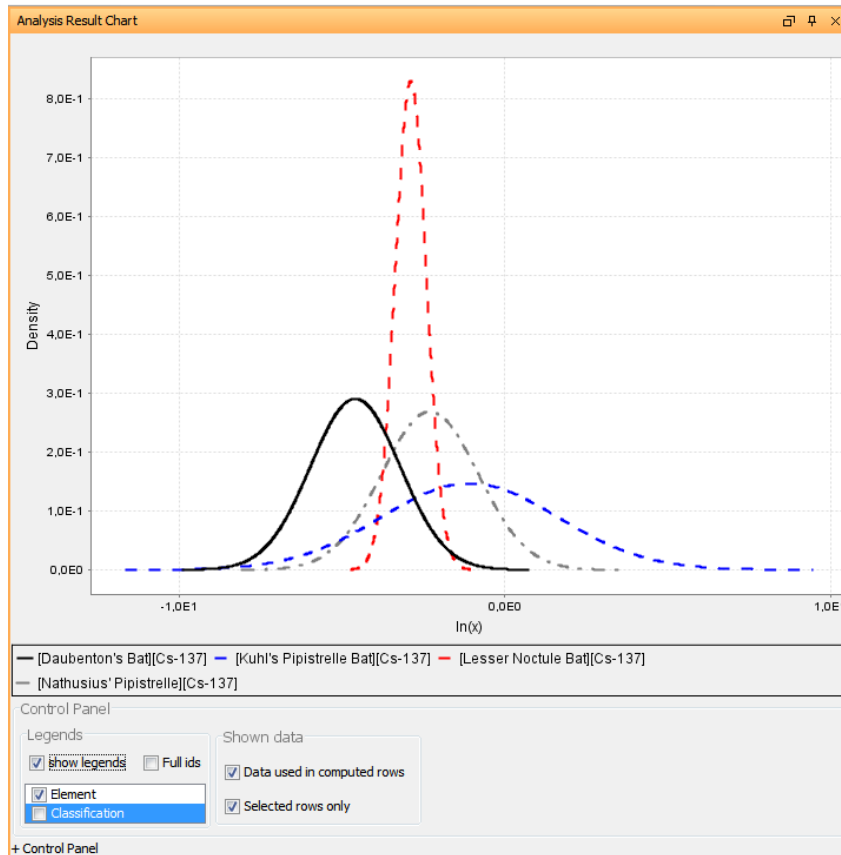 Analysis Result Chart
8,0E-1
7,0E-1
6,0E-1
5,0E-1
4,0E-1
3,0E-1
2,0E-1
1,0E-1
0,0E0
Density
-1,0E1 0,0E0 1,0E1
ln(x)
[Daubenton's Bat][Cs-137] [Kuhl's Pipistrelle Bat][Cs-137] [Lesser Noctule Bat][Cs-137]
[Nathusius' Pipistrelle][Cs-137]
Control Panel
Legends Shown data
show legends Full ids
Data used in computed rows
Element
Selected rows only
Classification
+ Control Panel